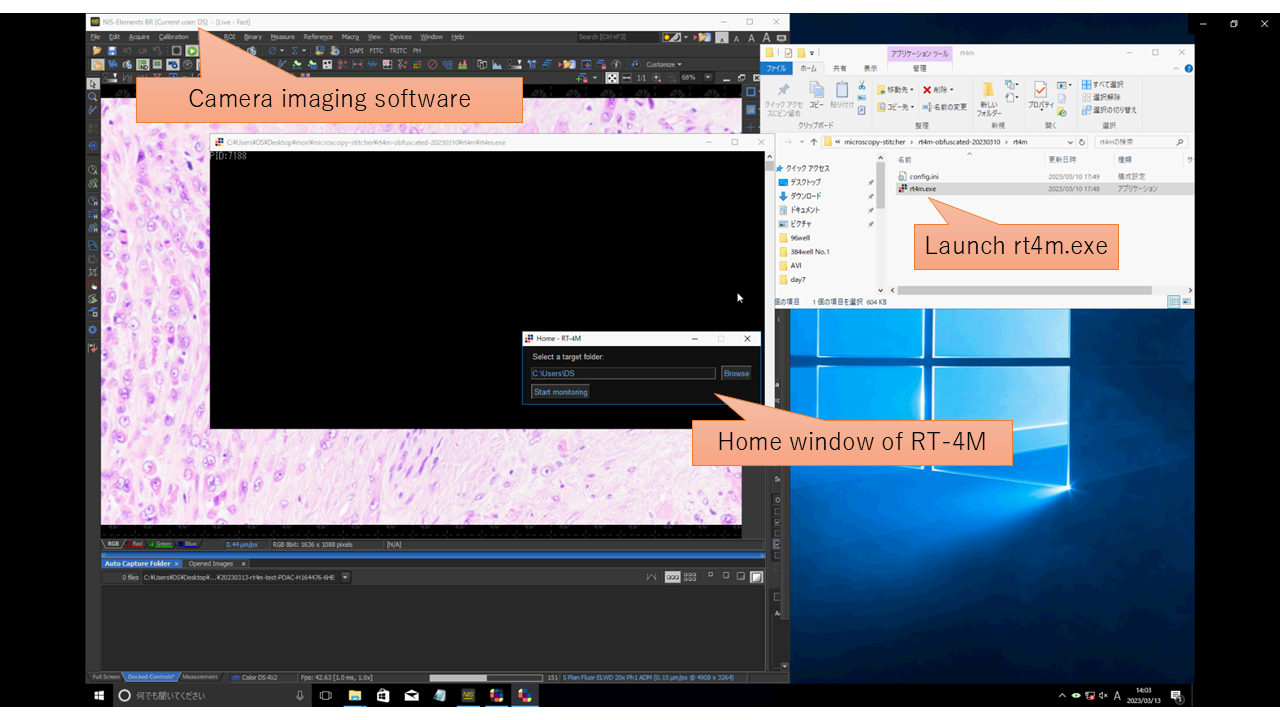 NIS-Elements BR [Current user: DS] - [Live - Fast]
File Edit Acquire Calibration ROI Binary Measure Reference Macro View Devices Window Help
Search [Ctrl+F3]
DAPI FITC TRITC PH
Customize
1:1 68%
Camera imaging software
C:¥Users¥DS¥Desktop¥mori¥microscopy-stitcher¥rt4m-obfuscated-20230310¥rt4m¥rt4m.exe
PID:7188
アプリケーション ツール rt4m
ファイル ホーム 共有 表示 管理
クイック アクセスにピン留め
コピー 貼り付け
移動先 削除
コピー先 名前の変更
新しいフォルダー
プロパティ
すべて選択
選択解除
選択の切り替え
クリップボード 整理 新規 開く 選択
« microscopy-stitcher › rt4m-obfuscated-20230310 › rt4m
rt4mの検索
名前 更新日時 種類 サ
クイック アクセス
デスクトップ
ダウンロード
ドキュメント
ピクチャ
96well
384well No.1
AVI
day7
config.ini 2023/03/10 17:49 構成設定
rt4m.exe 2023/03/10 17:48 アプリケーション
Launch rt4m.exe
個の項目 1 個の項目を選択 604 KB
Home - RT-4M
Select a target folder:
C:\Users\DS
Browse
Start monitoring
Home window of RT-4M
RGB Red Green Blue 0.44 µm/px RGB 8bit: 1636 x 1088 pixels [N/A]
Auto Capture Folder × Opened Images ×
0 files C:¥Users¥DS¥Desktop¥...¥20230313-rt4m-test-PDAC-H164476-6HE
Full Screen Docked Controls* Measurement Color DS-Ri2 Fps: 42.63 [1.0 ms, 1.0x] 151 S Plan Fluor ELWD 20x Ph1 ADM (0.15 µm/px @ 4908 x 3264)
何でも聞いてください
A
14:03
2023/03/13